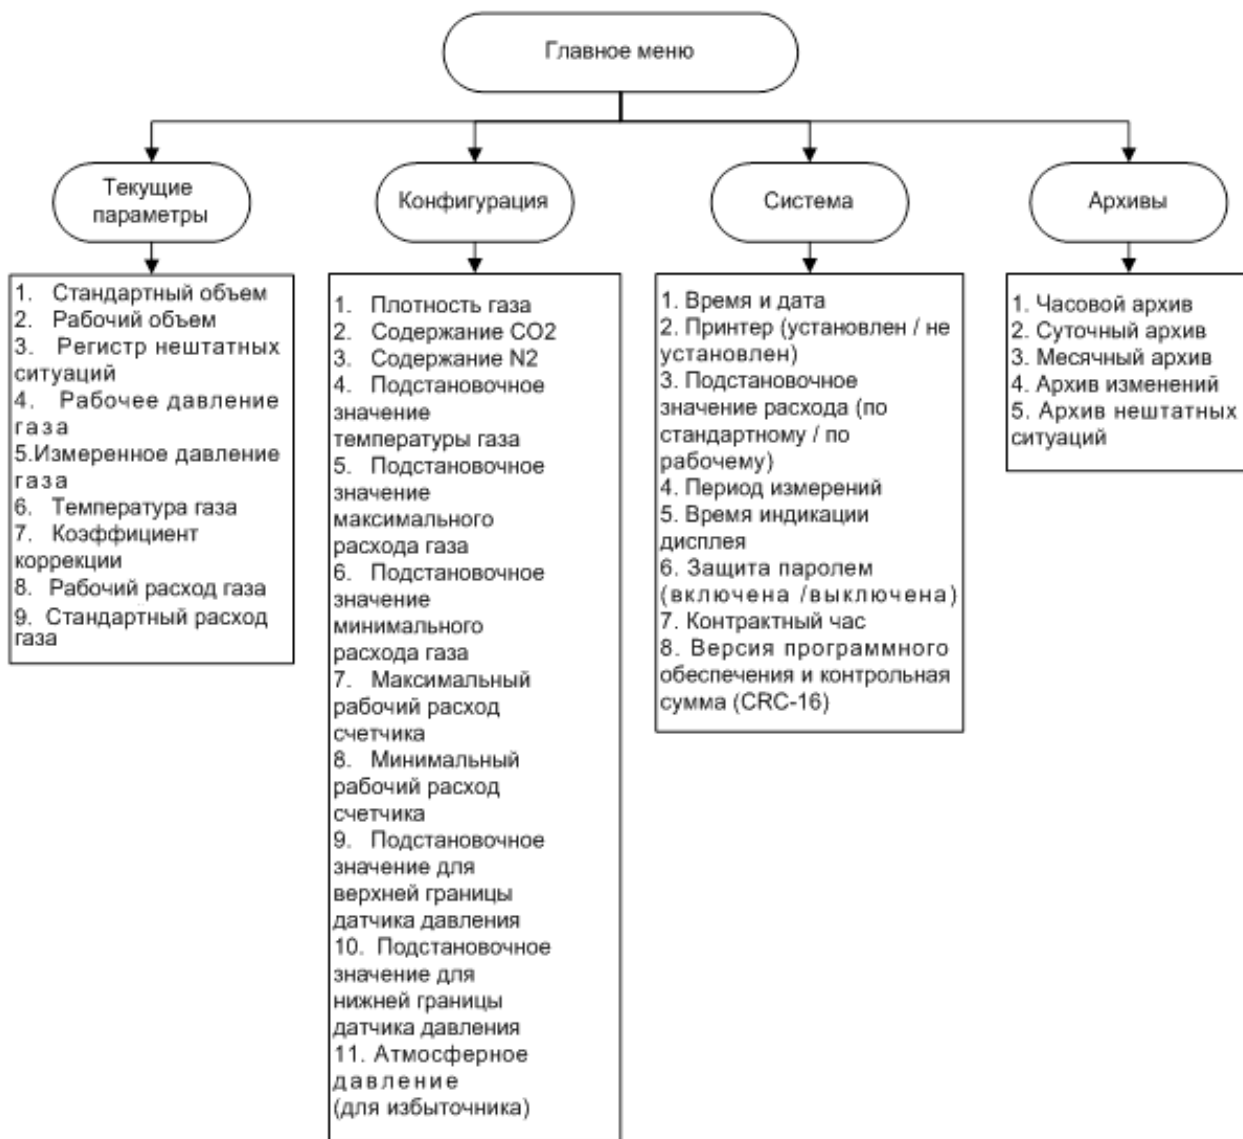 Главное меню
Текущие
параметры
Конфигурация
Система
Архивы
1. Стандартный объем
2. Рабочий объем
3. Регистр нештатных
ситуаций
4. Рабочее давление
газа
5.Измеренное давление
газа
6. Температура газа
7. Коэффициент
коррекции
8. Рабочий расход газа
9. Стандартный расход
газа
1. Плотность газа
2. Содержание CO2
3. Содержание N2
4. Подстановочное
значение
температуры газа
5. Подстановочное
значение
максимального
расхода газа
6. Подстановочное
значение
минимального
расхода газа
7. Максимальный
рабочий расход
счетчика
8. Минимальный
рабочий расход
счетчика
9. Подстановочное
значение для
верхней границы
датчика давления
10. Подстановочное
значение для
нижней границы
датчика давления
11. Атмосферное
давление
(для избыточника)
1. Время и дата
2. Принтер (установлен / не
установлен)
3. Подстановочное
значение расхода (по
стандартному / по
рабочему)
4. Период измерений
5. Время индикации
дисплея
6. Защита паролем
(включена /выключена)
7. Контрактный час
8. Версия программного
обеспечения и контрольная
сумма (CRC-16)
1. Часовой архив
2. Суточный архив
3. Месячный архив
4. Архив изменений
5. Архив нештатных
ситуаций